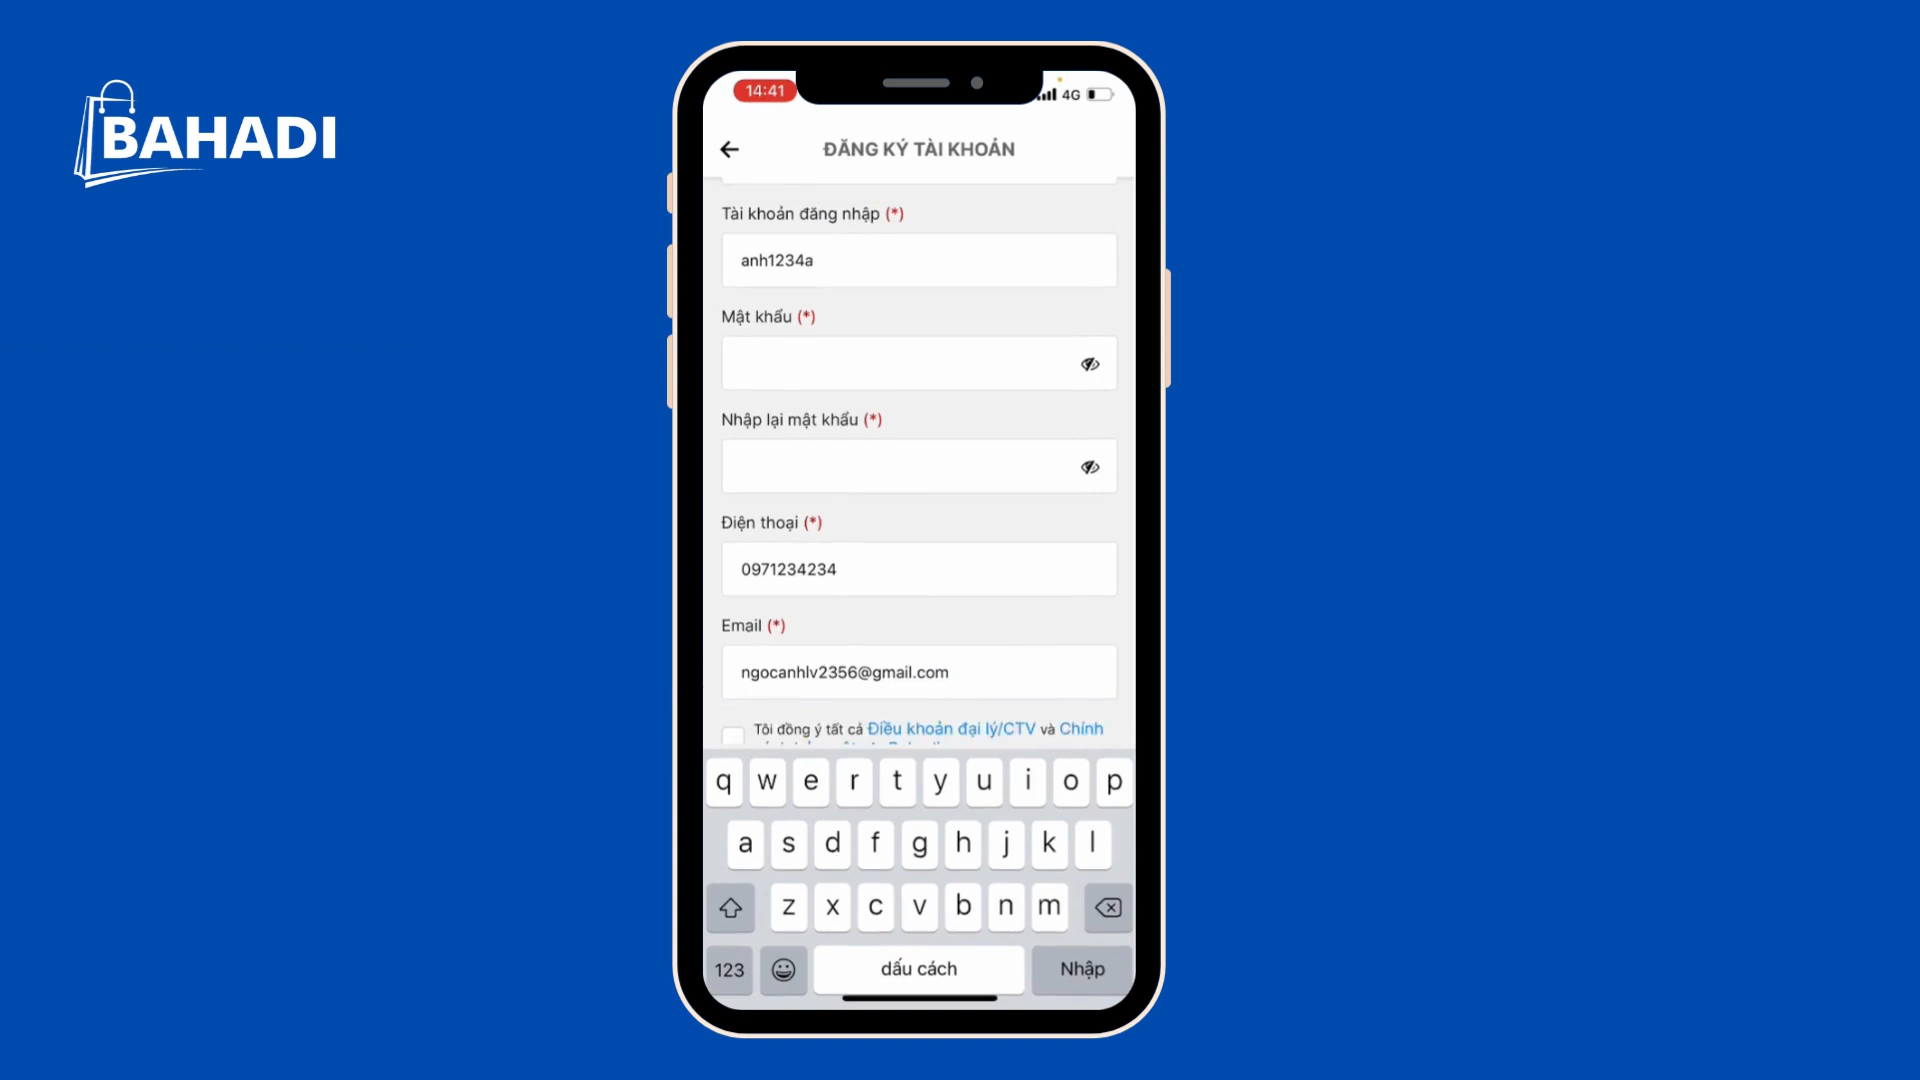 BAHADI
14:41
4G
ĐĂNG KÝ TÀI KHOẢN
Tài khoản đăng nhập (*)
anh1234a
Mật khẩu (*)
Nhập lại mật khẩu (*)
Điện thoại (*)
0971234234
Email (*)
ngocanhlv2356@gmail.com
Tôi đồng ý tất cả Điều khoản đại lý/CTV và Chính
q w e r t y u i o p
a s d f g h j k l
z x c v b n m
123 dấu cách Nhập